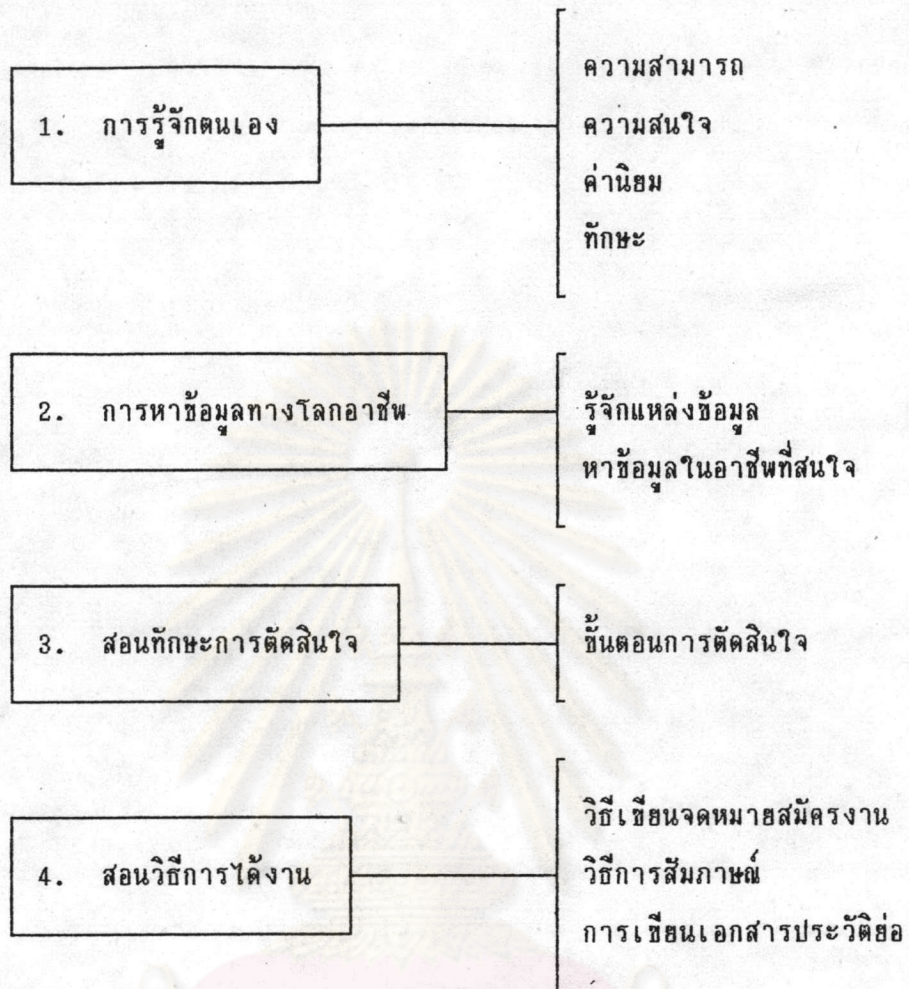 1. การรู้จักตนเอง
ความสามารถ
ความสนใจ
ค่านิยม
ทักษะ
2. การหาข้อมูลทางโลกอาชีพ
รู้จักแหล่งข้อมูล
หาข้อมูลในอาชีพที่สนใจ
3. สอนทักษะการตัดสินใจ
ขั้นตอนการตัดสินใจ
4. สอนวิธีการได้งาน
วิธีเขียนจดหมายสมัครงาน
วิธีการสัมภาษณ์
การเขียนเอกสารประวัติย่อ